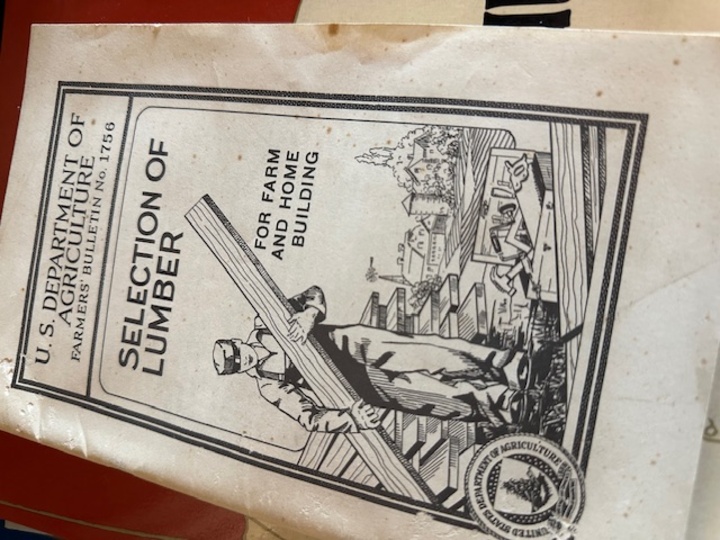 U. S. DEPARTMENT OF
AGRICULTURE
FARMERS' BULLETIN No. 1756
SELECTION OF
LUMBER
FOR FARM
AND HOME
BUILDING
UNITED STATES DEPARTMENT OF AGRICULTURE